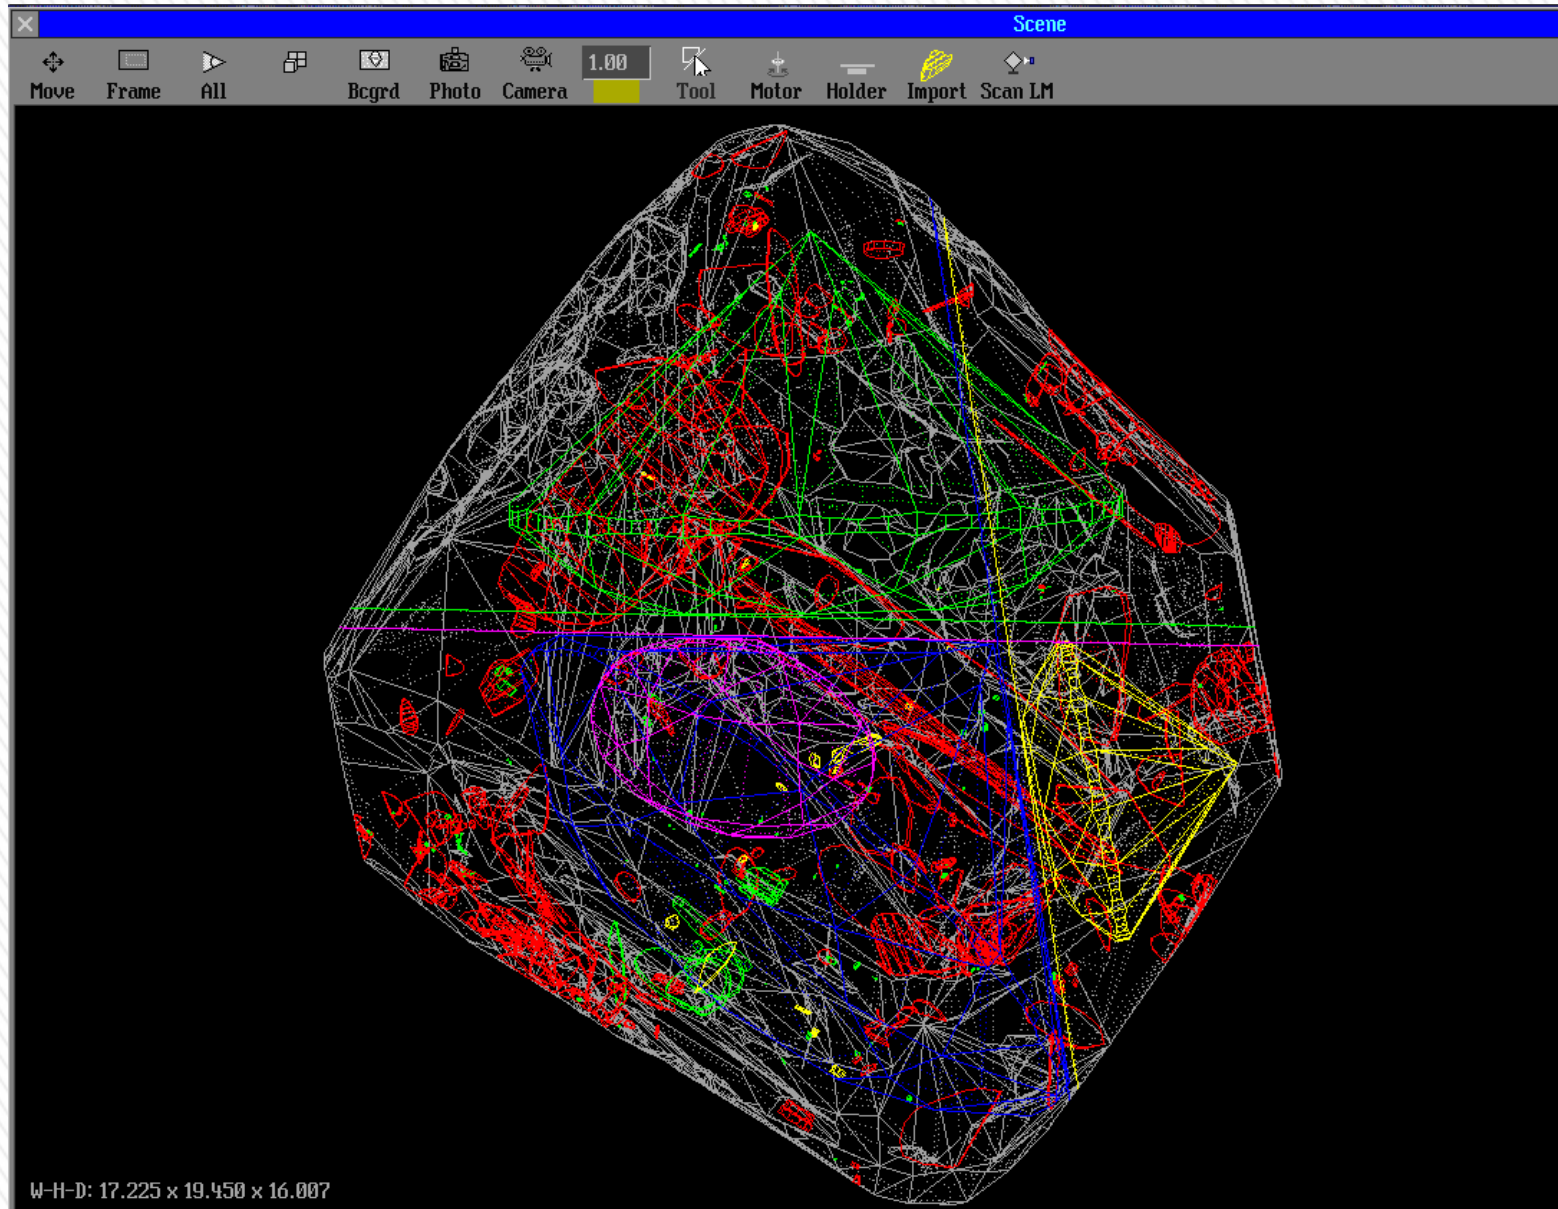 Scene
Move Frame All Bcgrd Photo Camera 1.00 Tool Motor Holder Import Scan LM
W-H-D: 17.225 x 19.450 x 16.007